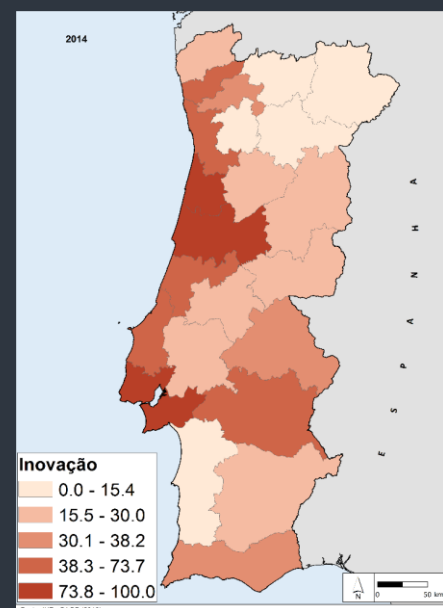 2014
E S P A N H A
Inovação
0.0 - 15.4
15.5 - 30.0
30.1 - 38.2
38.3 - 73.7
73.8 - 100.0
N
0 50 km